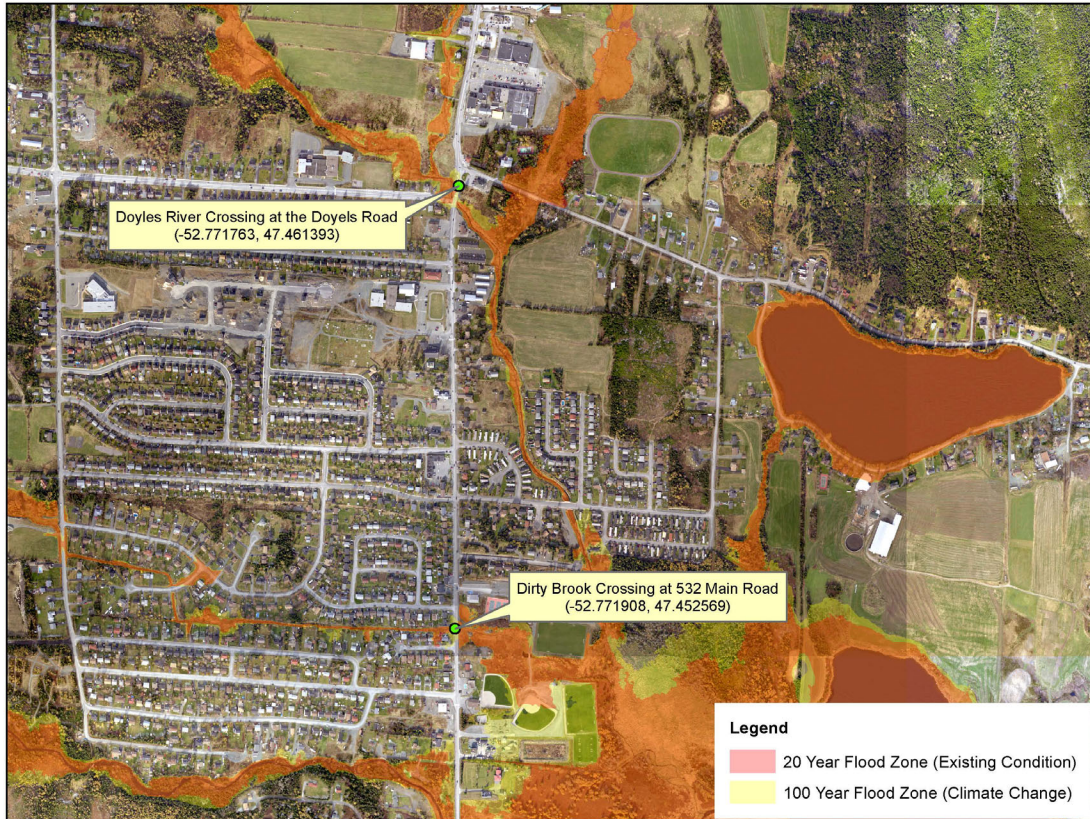 Doyles River Crossing at the Doyels Road
(-52.771763, 47.461393)
Dirty Brook Crossing at 532 Main Road
(-52.771908, 47.452569)
Legend
20 Year Flood Zone (Existing Condition)
100 Year Flood Zone (Climate Change)